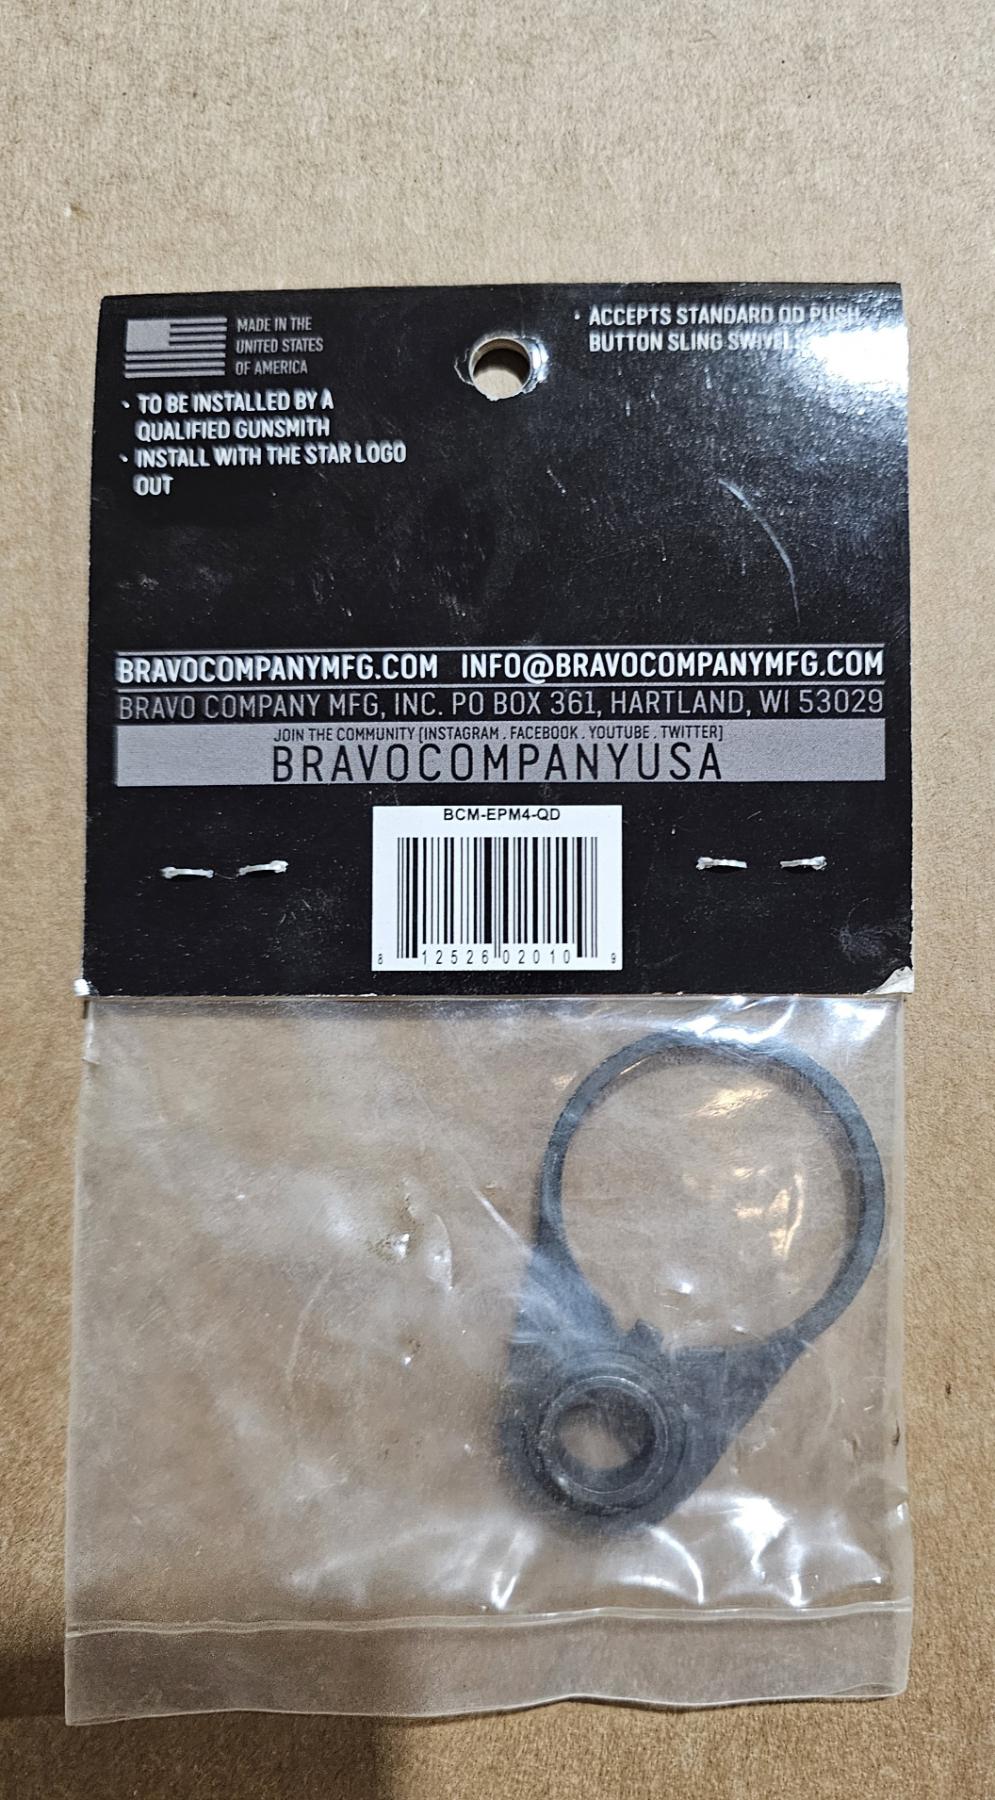 MADE IN THE
UNITED STATES
OF AMERICA
• TO BE INSTALLED BY A
QUALIFIED GUNSMITH
• INSTALL WITH THE STAR LOGO
OUT
• ACCEPTS STANDARD QD PUSH
BUTTON SLING SWIVEL
BRAVOCOMPANYMFG.COM INFO@BRAVOCOMPANYMFG.COM
BRAVO COMPANY MFG, INC. PO BOX 361, HARTLAND, WI 53029
JOIN THE COMMUNITY [INSTAGRAM . FACEBOOK . YOUTUBE . TWITTER]
BRAVOCOMPANYUSA
BCM-EPM4-QD
8 12526 02010 9